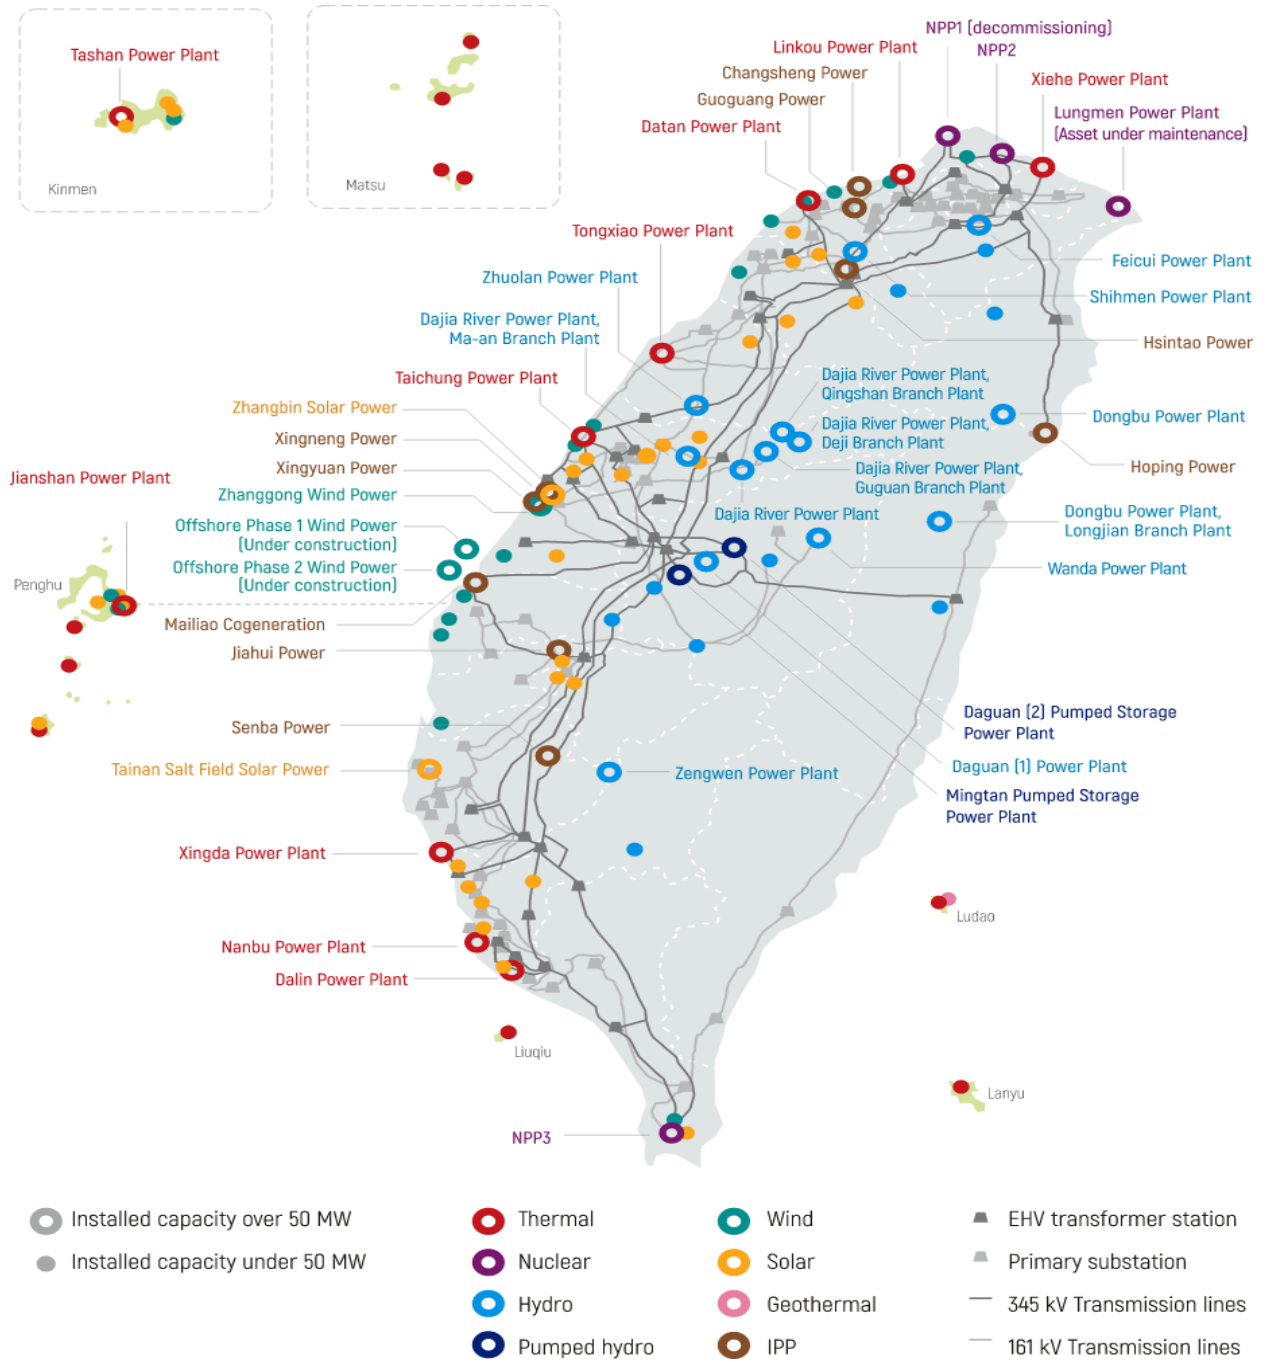 Tashan Power Plant
Kinmen
Matsu
NPP1 (decommissioning)
NPP2
Linkou Power Plant
Changsheng Power
Guoguang Power
Datan Power Plant
Xiehe Power Plant
Lungmen Power Plant
(Asset under maintenance)
Tongxiao Power Plant
Zhuolan Power Plant
Dajia River Power Plant,
Ma-an Branch Plant
Taichung Power Plant
Zhangbin Solar Power
Xingneng Power
Xingyuan Power
Zhanggong Wind Power
Offshore Phase 1 Wind Power
(Under construction)
Offshore Phase 2 Wind Power
(Under construction)
Jianshan Power Plant
Penghu
Mailiao Cogeneration
Jiahui Power
Senba Power
Tainan Salt Field Solar Power
Xingda Power Plant
Nanbu Power Plant
Dalin Power Plant
Liuqiu
NPP3
Feicui Power Plant
Shihmen Power Plant
Hsintao Power
Dajia River Power Plant,
Qingshan Branch Plant
Dajia River Power Plant,
Deji Branch Plant
Dajia River Power Plant,
Guguan Branch Plant
Dajia River Power Plant
Dongbu Power Plant
Hoping Power
Dongbu Power Plant,
Longjian Branch Plant
Wanda Power Plant
Daguan (2) Pumped Storage
Power Plant
Daguan (1) Power Plant
Mingtan Pumped Storage
Power Plant
Zengwen Power Plant
Ludao
Lanyu
Installed capacity over 50 MW
Installed capacity under 50 MW
Thermal
Nuclear
Hydro
Pumped hydro
Wind
Solar
Geothermal
IPP
EHV transformer station
Primary substation
345 kV Transmission lines
161 kV Transmission lines